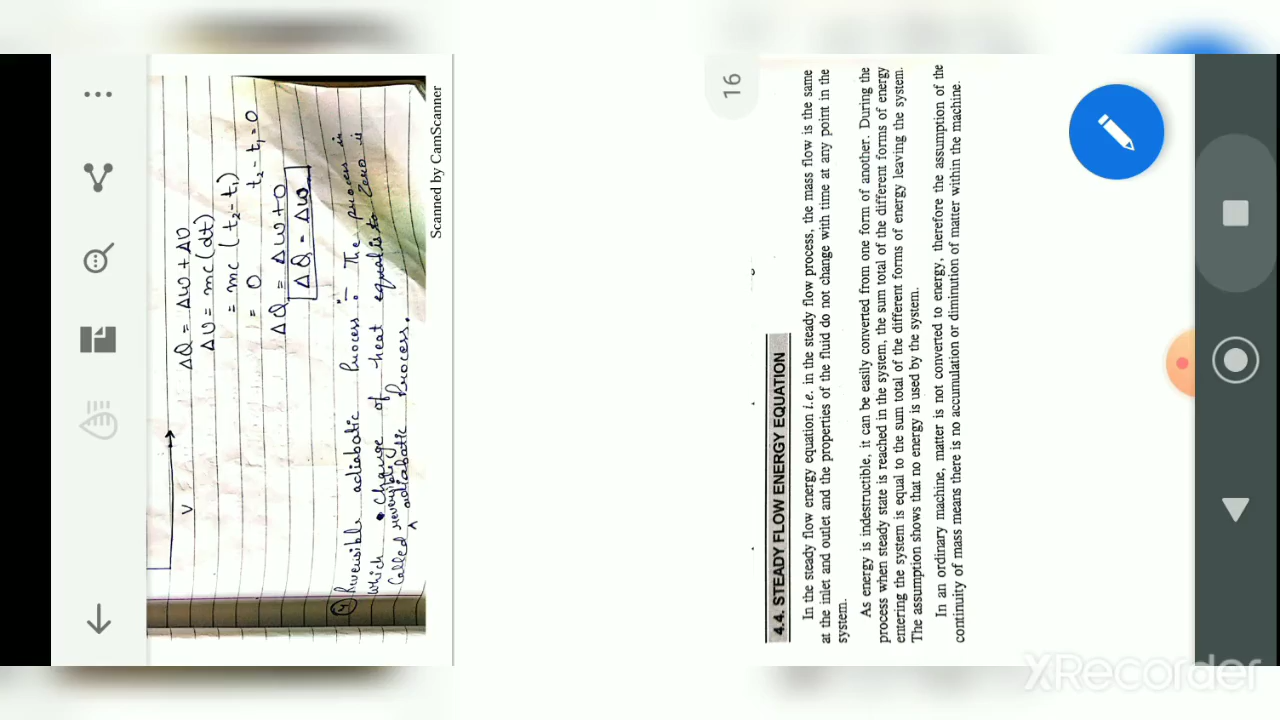 V
ΔQ = ΔW + ΔU
ΔU = mc(dt)
= mc (t₂ - t₁)
= 0 t₂ - t₁ = 0
ΔQ = ΔW + 0
ΔQ = ΔW
④ Reversible adiabatic Process :- The process in
which change of heat equal is to zero is
called reversible adiabatic Process.
Scanned by CamScanner
16
4.4. STEADY FLOW ENERGY EQUATION
In the steady flow energy equation i.e. in the steady flow process, the mass flow is the same
at the inlet and outlet and the properties of the fluid do not change with time at any point in the
system.
As energy is indestructible, it can be easily converted from one form of another. During the
process when steady state is reached in the system, the sum total of the different forms of energy
entering the system is equal to the sum total of the different forms of energy leaving the system.
The assumption shows that no energy is used by the system.
In an ordinary machine, matter is not converted to energy, therefore the assumption of the
continuity of mass means there is no accumulation or diminution of matter within the machine.
XRecorder